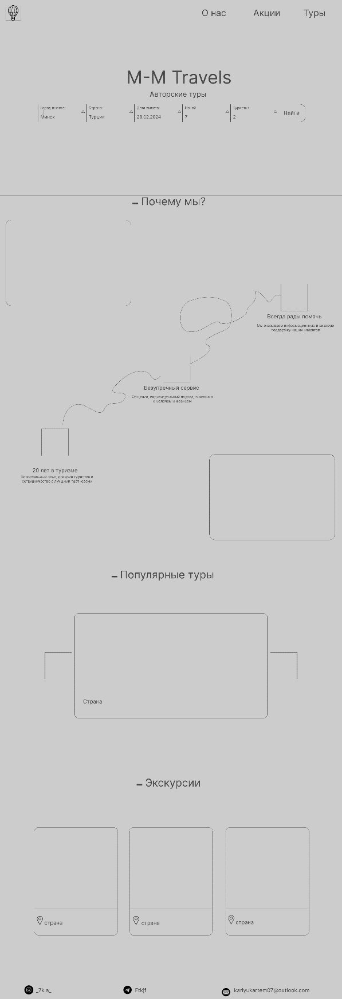 О нас Акции Туры
M-M Travels
Авторские туры
Город вылета: Страна: Дата вылета: Ночей Туристы:
Минск Турция 29.02.2024 7 2 Найти
Почему мы?
Всегда рады помочь
Мы оказываем информационную и визовую
поддержку наших клиентов
Безупречный сервис
Общение, индивидуальный подход, внимание
к мелочам и нюансам
20 лет в туризме
Колоссальный опыт, доверие туристов и
сотрудничество с лучшими партнерами
Популярные туры
Страна
Экскурсии
страна страна страна
_7k.a_ Ftkjf karlyukartem07@outlook.com